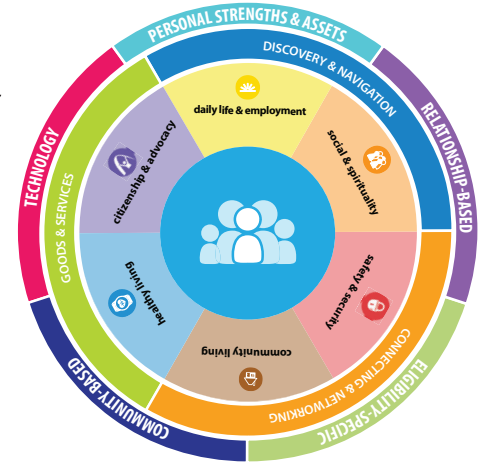 PERSONAL STRENGTHS & ASSETS
RELATIONSHIP-BASED
ELIGIBILITY-SPECIFIC
COMMUNITY-BASED
TECHNOLOGY
DISCOVERY & NAVIGATION
CONNECTING & NETWORKING
GOODS & SERVICES
daily life & employment
social & spirituality
safety & security
community living
healthy living
citizenship & advocacy